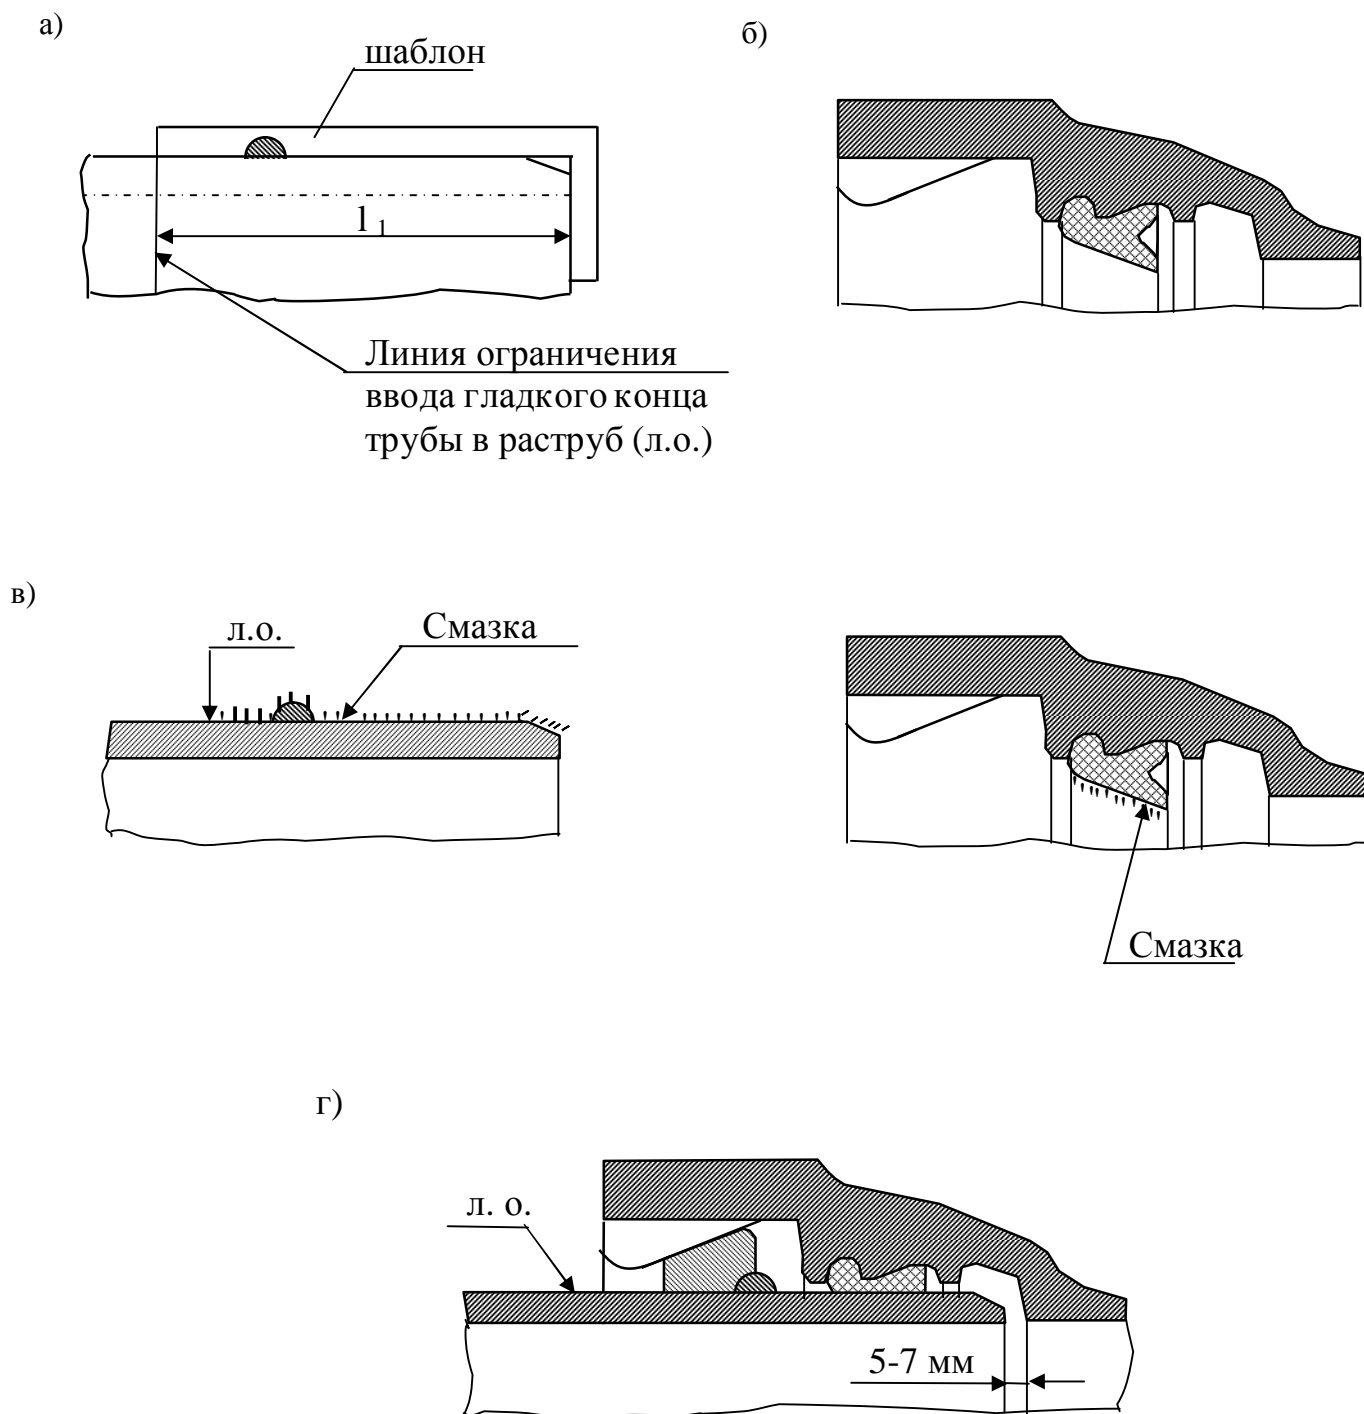 а)
б)
шаблон
l 1
Линия ограничения
ввода гладкого конца
трубы в раструб (л.о.)
в)
л.о.
Смазка
Смазка
г)
л. о.
5-7 мм